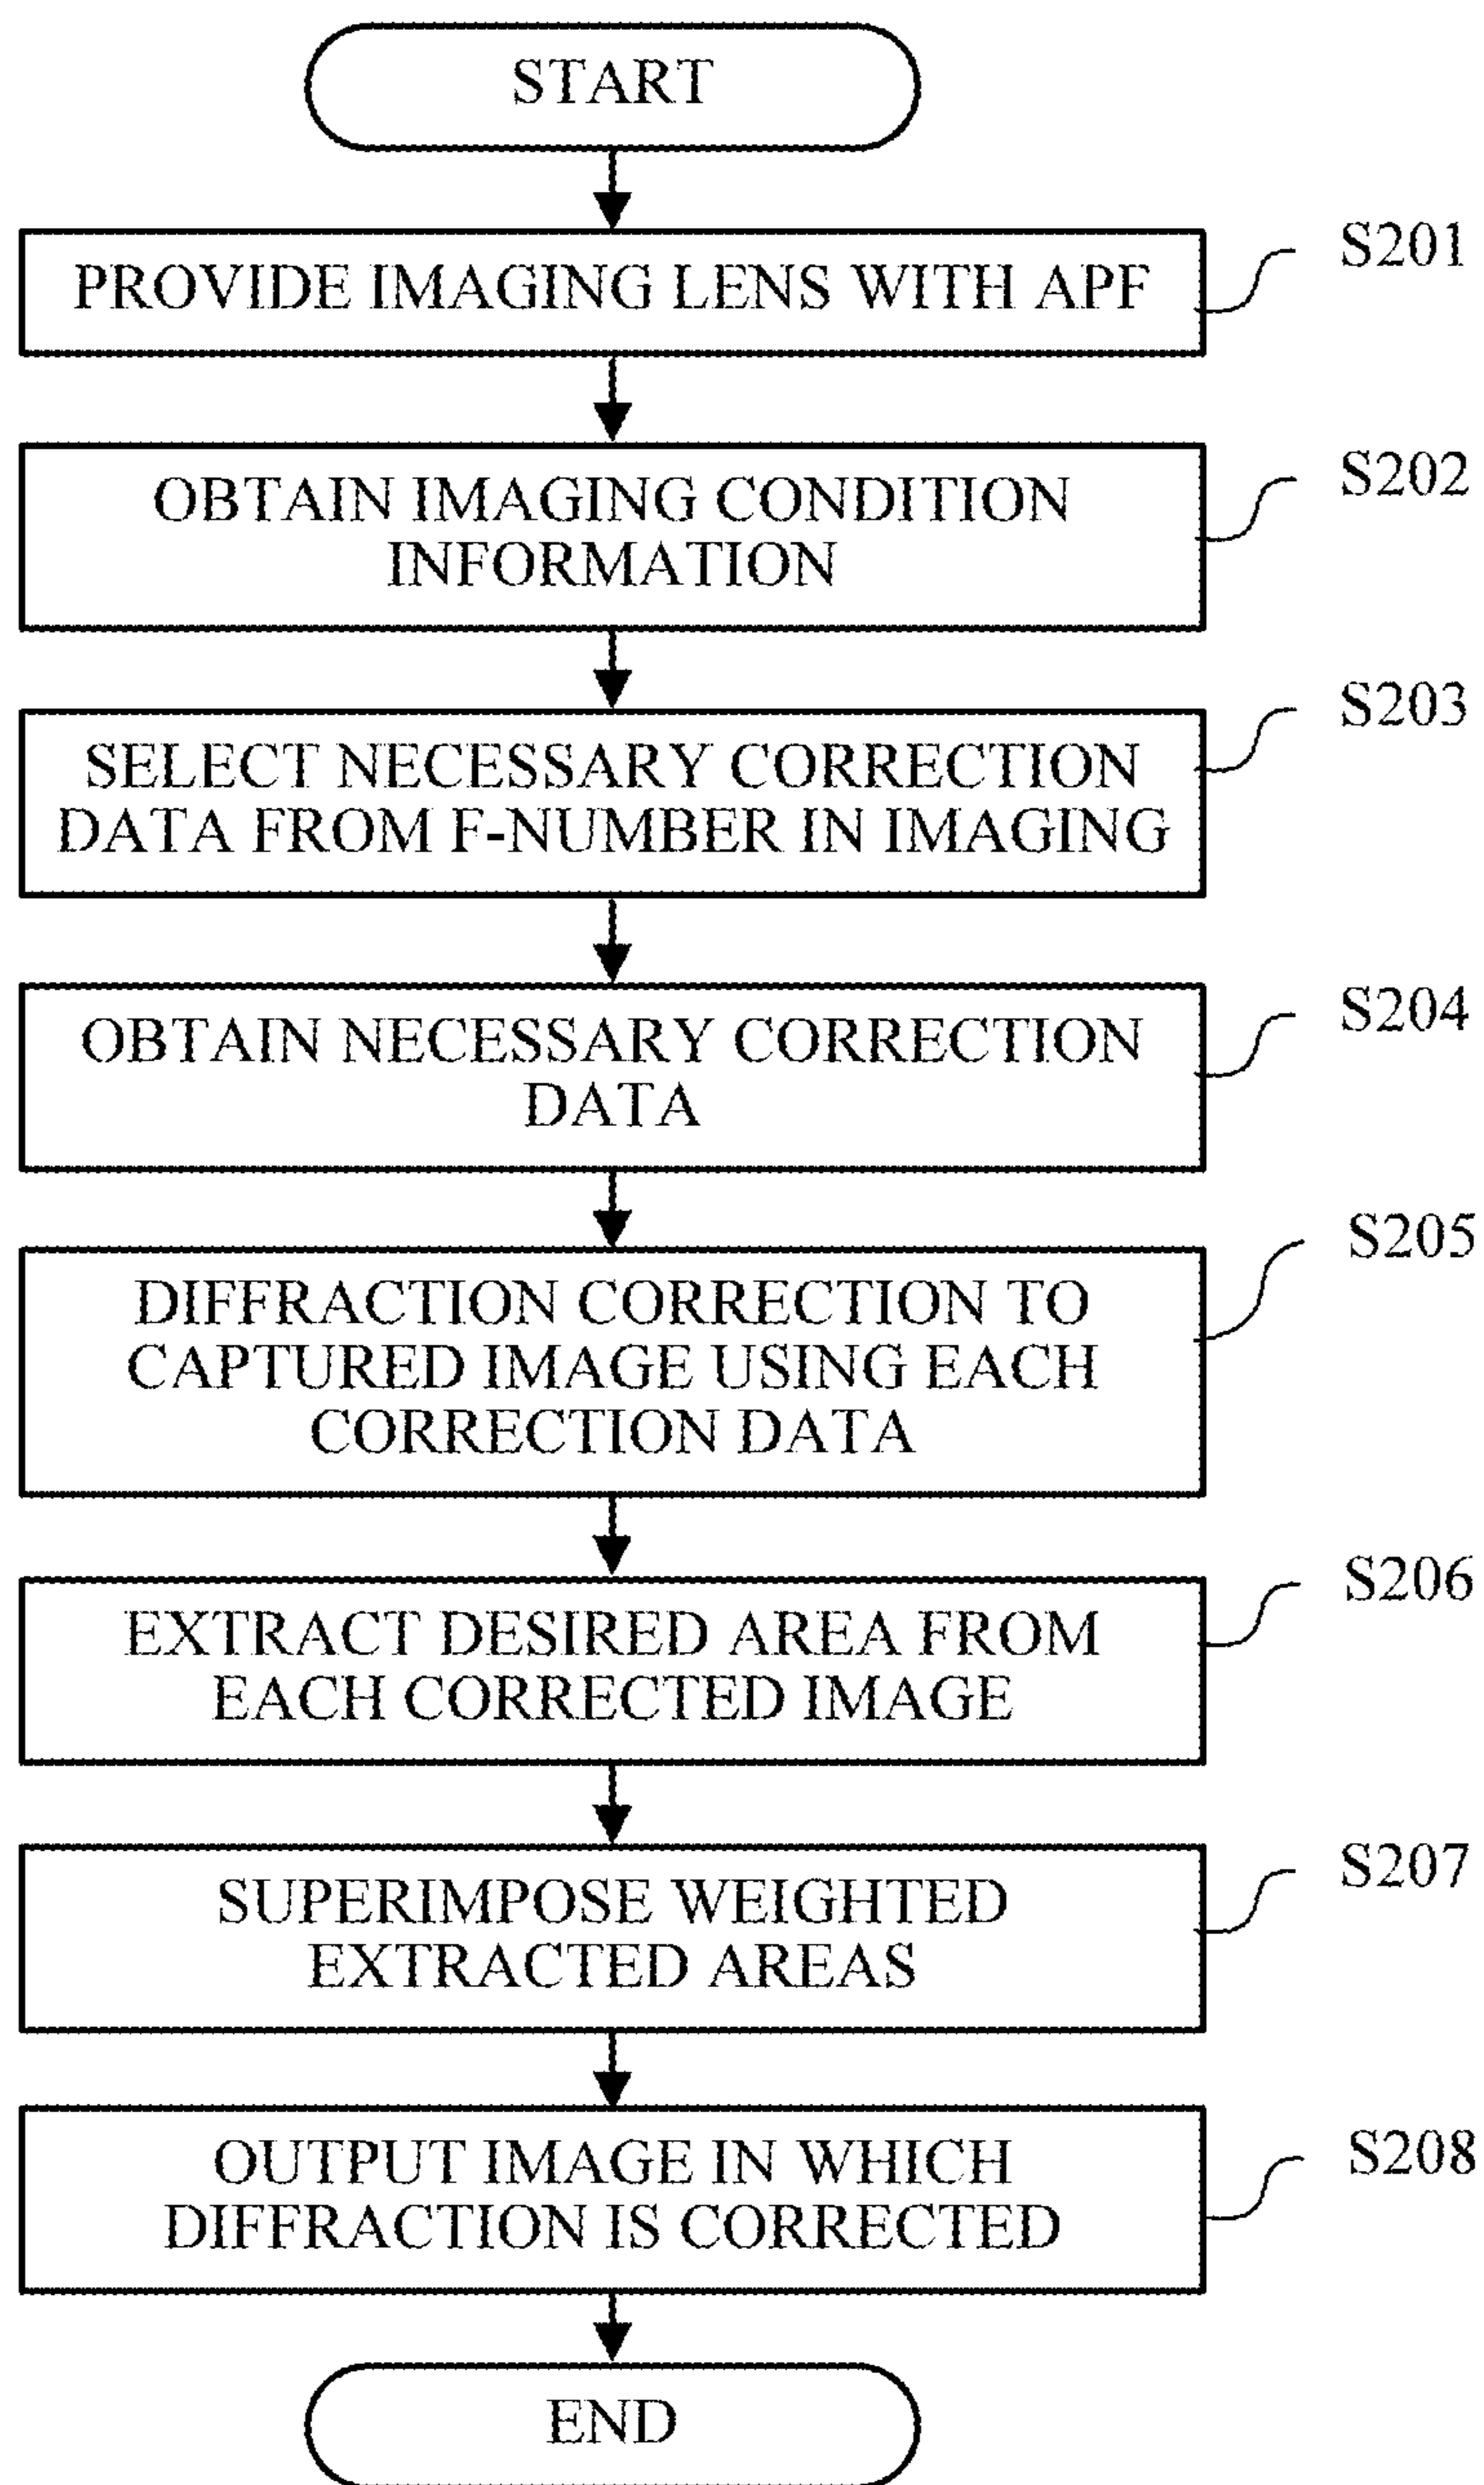 START
PROVIDE IMAGING LENS WITH APF
S201
OBTAIN IMAGING CONDITION
INFORMATION
S202
SELECT NECESSARY CORRECTION
DATA FROM F-NUMBER IN IMAGING
S203
OBTAIN NECESSARY CORRECTION
DATA
S204
DIFFRACTION CORRECTION TO
CAPTURED IMAGE USING EACH
CORRECTION DATA
S205
EXTRACT DESIRED AREA FROM
EACH CORRECTED IMAGE
S206
SUPERIMPOSE WEIGHTED
EXTRACTED AREAS
S207
OUTPUT IMAGE IN WHICH
DIFFRACTION IS CORRECTED
S208
END